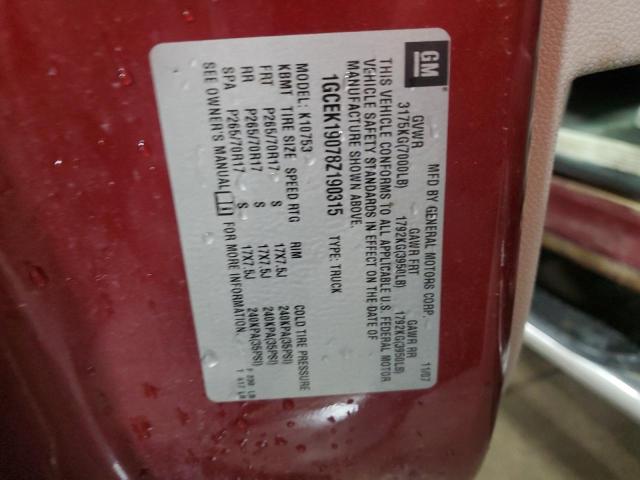 GM
MFD BY GENERAL MOTORS CORP. 11/07
GVWR GAWR FRT GAWR RR
3175KG(7000LB) 1792KG(3950LB) 1792KG(3950LB)
THIS VEHICLE CONFORMS TO ALL APPLICABLE U.S. FEDERAL MOTOR
VEHICLE SAFETY STANDARDS IN EFFECT ON THE DATE OF
MANUFACTURE SHOWN ABOVE.
1GCEK19078Z190315 TYPE: TRUCK
MODEL: K10753
KBMT TIRE SIZE SPEED RTG RIM COLD TIRE PRESSURE
FRT P265/70R17 S 17X7.5J 240KPA(35PSI)
RR P265/70R17 S 17X7.5J 240KPA(35PSI)
SPA P265/70R17 S 17X7.5J 240KPA(35PSI)
SEE OWNER'S MANUAL FOR MORE INFORMATION.